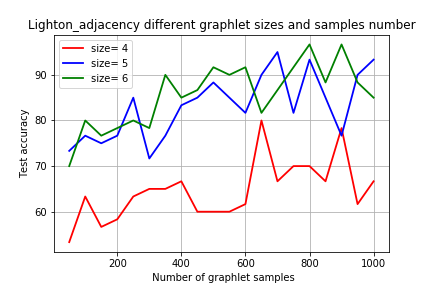 Lighton_adjacency different graphlet sizes and samples number
size= 4
size= 5
size= 6
90
80
70
60
Test accuracy
200
400
600
800
1000
Number of graphlet samples